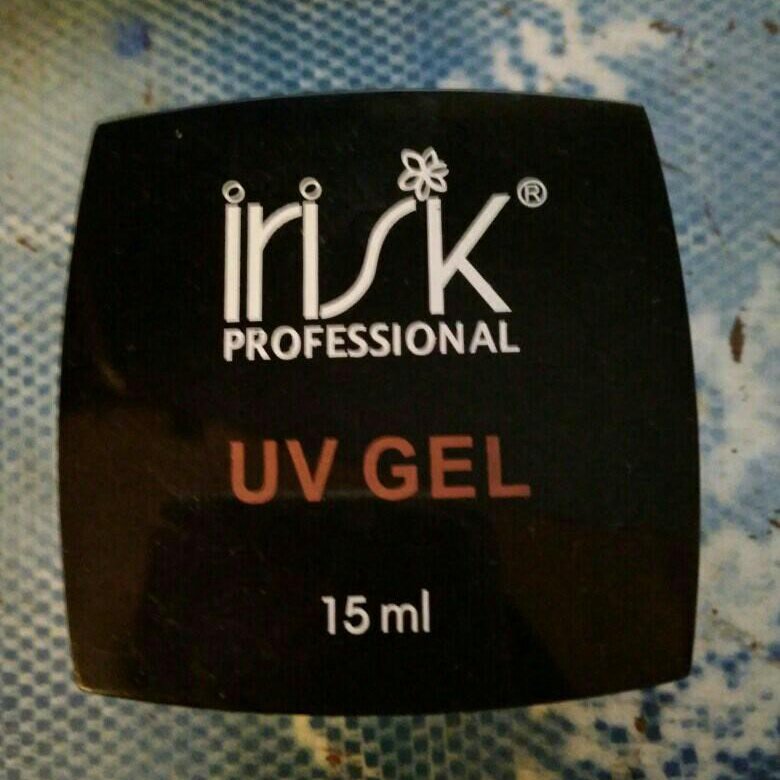 irisk®
PROFESSIONAL
UV GEL
15 ml